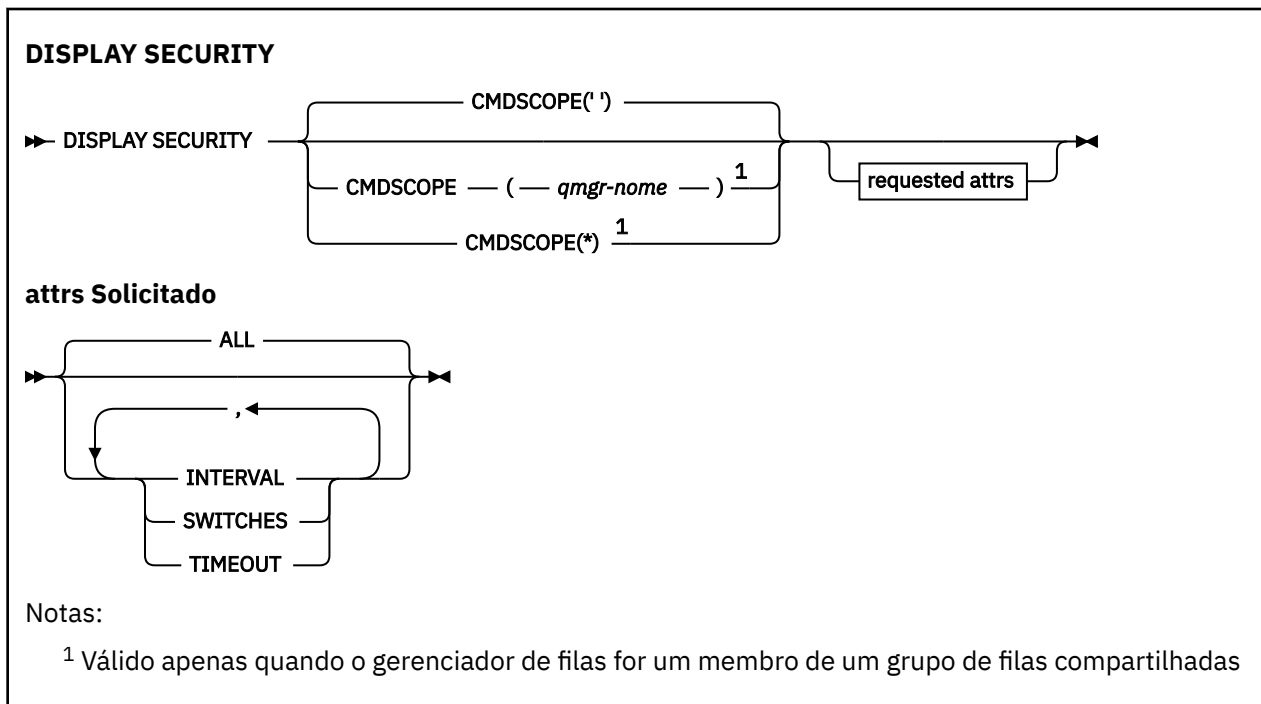 DISPLAY SECURITY
CMDSCOPE(' ')
DISPLAY SECURITY
CMDSCOPE ( qmgr-nome ) 1
requested attrs
CMDSCOPE(*) 1
attrs Solicitado
ALL
,
INTERVAL
SWITCHES
TIMEOUT
Notas:
1 Válido apenas quando o gerenciador de filas for um membro de um grupo de filas compartilhadas